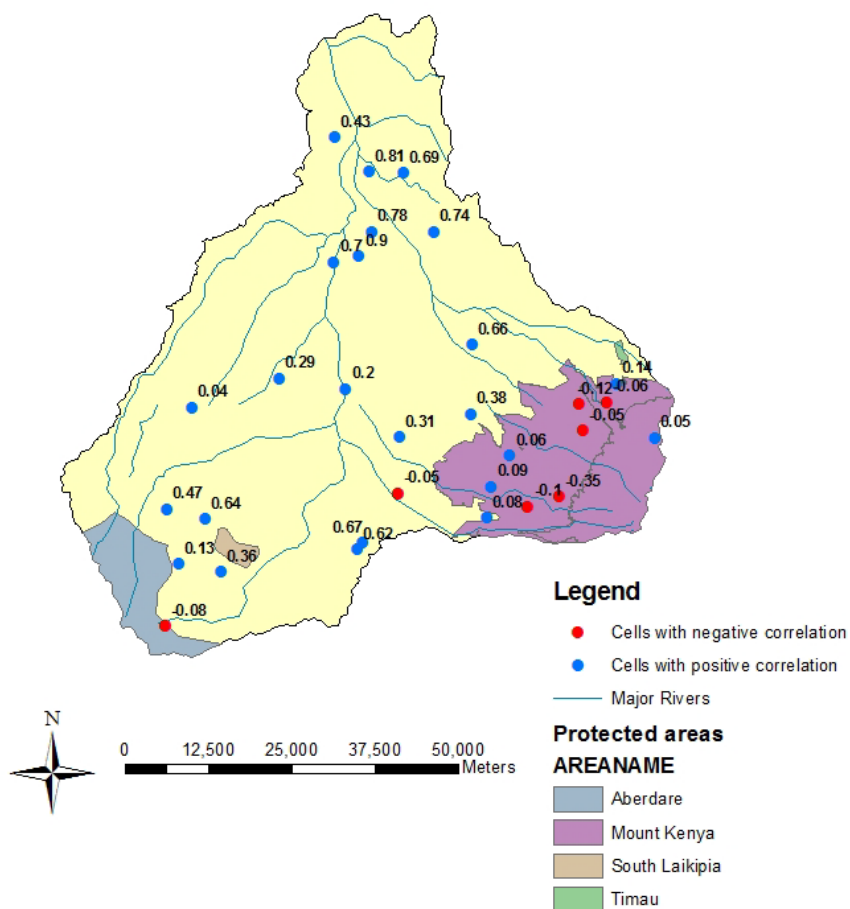 0.43
0.81 0.69
0.78 0.74
0.7 0.9
0.66
0.14
0.29 0.2 -0.12 -0.06
0.04 0.38 -0.05
0.31 0.06 0.05
-0.05 0.09 -0.35
0.47 0.64 0.08 -0.1
0.67 0.62
0.13 0.36
-0.08
Legend
Cells with negative correlation
Cells with positive correlation
Major Rivers
Protected areas
AREANAME
Aberdare
Mount Kenya
South Laikipia
Timau
N
0 12,500 25,000 37,500 50,000
Meters